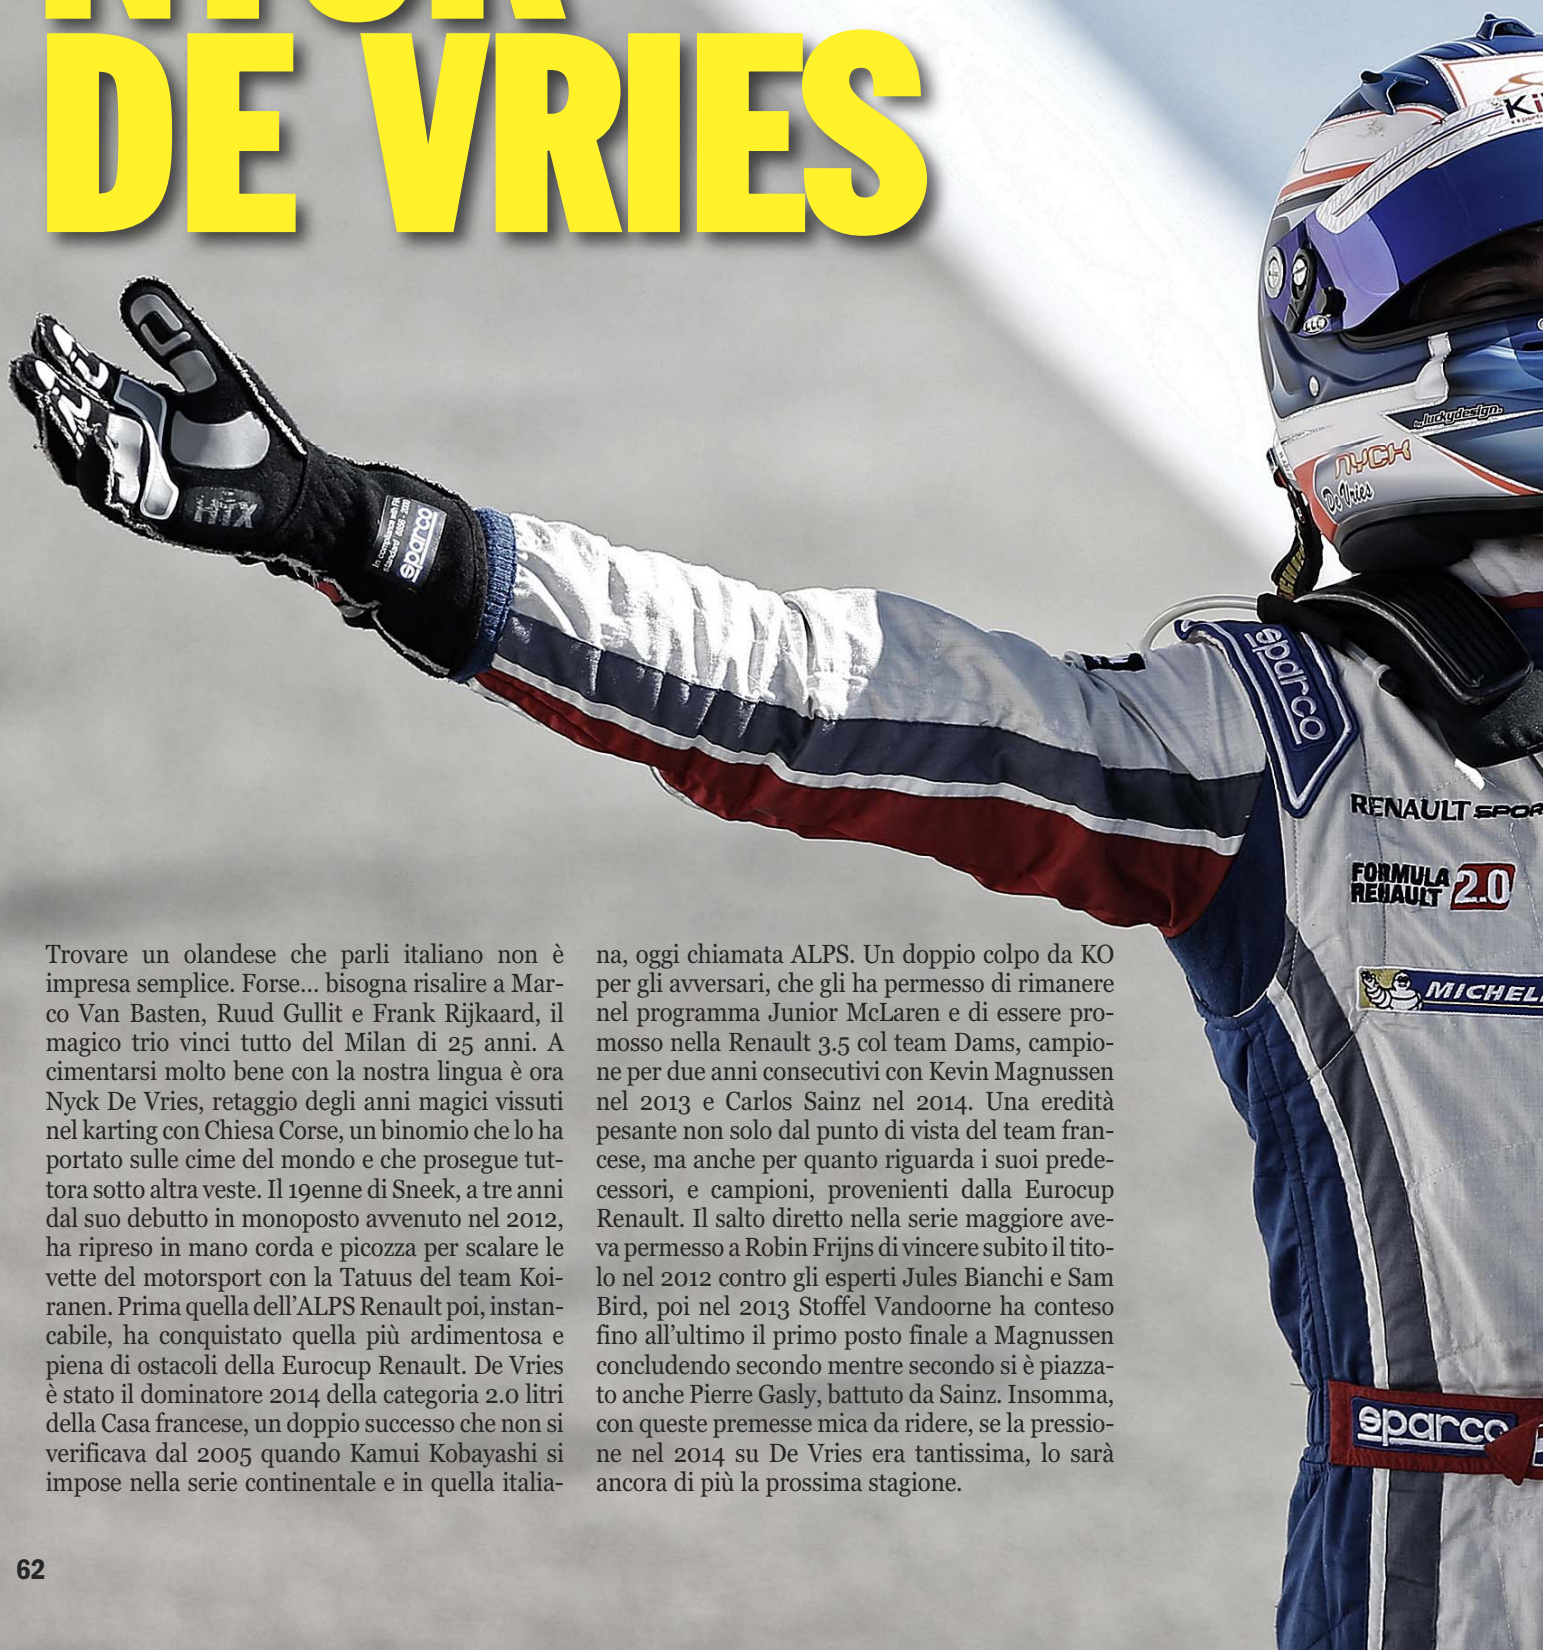 NYCK
DE VRIES
Ki
by luckydesign.
NYCK
De Vries
In compliance with FIA
standard 8856 - 2000
sparco
sparco
RENAULT SPOR
FORMULA
RENAULT 2.0
MICHEL
sparco
Trovare un olandese che parli italiano non è
impresa semplice. Forse... bisogna risalire a Mar-
co Van Basten, Ruud Gullit e Frank Rijkaard, il
magico trio vinci tutto del Milan di 25 anni. A
cimentarsi molto bene con la nostra lingua è ora
Nyck De Vries, retaggio degli anni magici vissuti
nel karting con Chiesa Corse, un binomio che lo ha
portato sulle cime del mondo e che prosegue tut-
tora sotto altra veste. Il 19enne di Sneek, a tre anni
dal suo debutto in monoposto avvenuto nel 2012,
ha ripreso in mano corda e picozza per scalare le
vette del motorsport con la Tatuus del team Koi-
ranen. Prima quella dell'ALPS Renault poi, instan-
cabile, ha conquistato quella più ardimentosa e
piena di ostacoli della Eurocup Renault. De Vries
è stato il dominatore 2014 della categoria 2.0 litri
della Casa francese, un doppio successo che non si
verificava dal 2005 quando Kamui Kobayashi si
impose nella serie continentale e in quella italia-
na, oggi chiamata ALPS. Un doppio colpo da KO
per gli avversari, che gli ha permesso di rimanere
nel programma Junior McLaren e di essere pro-
mosso nella Renault 3.5 col team Dams, campio-
ne per due anni consecutivi con Kevin Magnussen
nel 2013 e Carlos Sainz nel 2014. Una eredità
pesante non solo dal punto di vista del team fran-
cese, ma anche per quanto riguarda i suoi prede-
cessori, e campioni, provenienti dalla Eurocup
Renault. Il salto diretto nella serie maggiore ave-
va permesso a Robin Frijns di vincere subito il tito-
lo nel 2012 contro gli esperti Jules Bianchi e Sam
Bird, poi nel 2013 Stoffel Vandoorne ha conteso
fino all'ultimo il primo posto finale a Magnussen
concludendo secondo mentre secondo si è piazza-
to anche Pierre Gasly, battuto da Sainz. Insomma,
con queste premesse mica da ridere, se la pressio-
ne nel 2014 su De Vries era tantissima, lo sarà
ancora di più la prossima stagione.
62